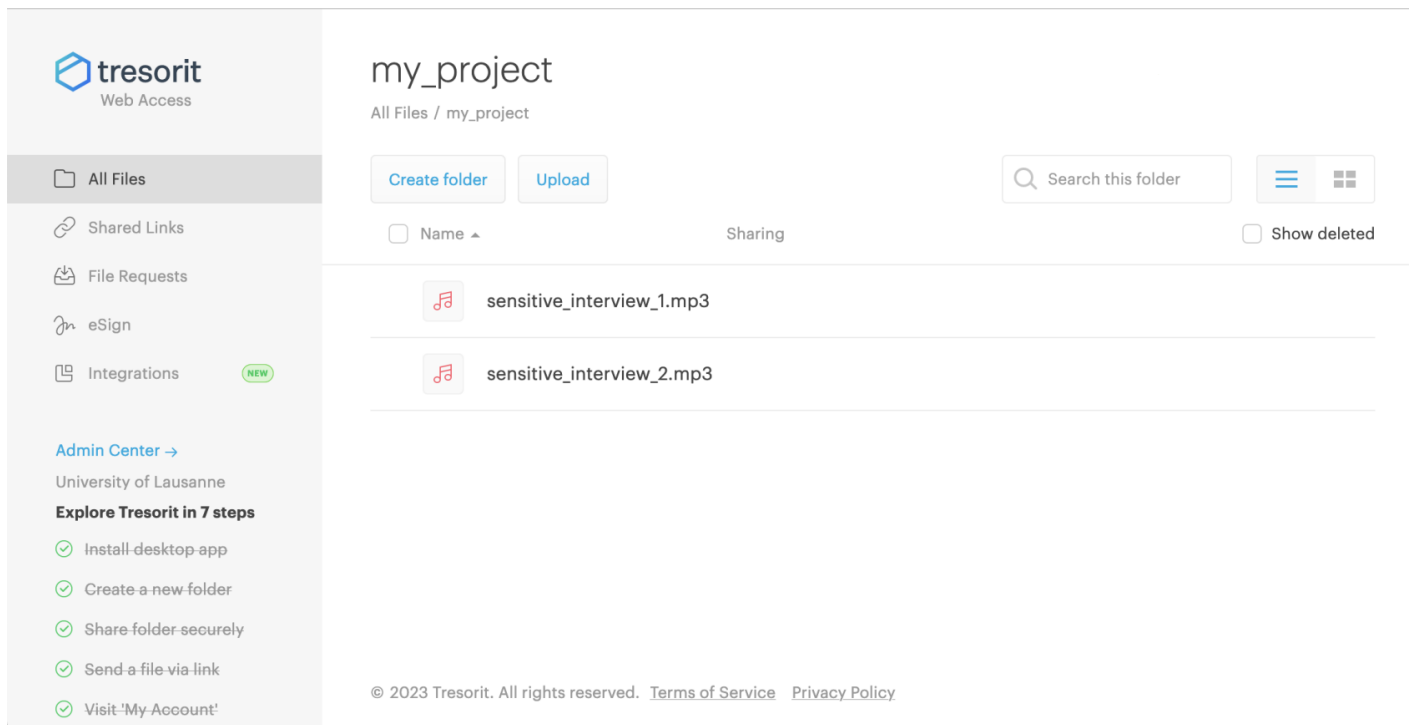 tresorit
Web Access
All Files
Shared Links
File Requests
eSign
Integrations NEW
Admin Center →
University of Lausanne
Explore Tresorit in 7 steps
Install desktop app
Create a new folder
Share folder securely
Send a file via link
Visit 'My Account'
my_project
All Files / my_project
Create folder Upload Search this folder
Name Sharing Show deleted
sensitive_interview_1.mp3
sensitive_interview_2.mp3
© 2023 Tresorit. All rights reserved. Terms of Service Privacy Policy